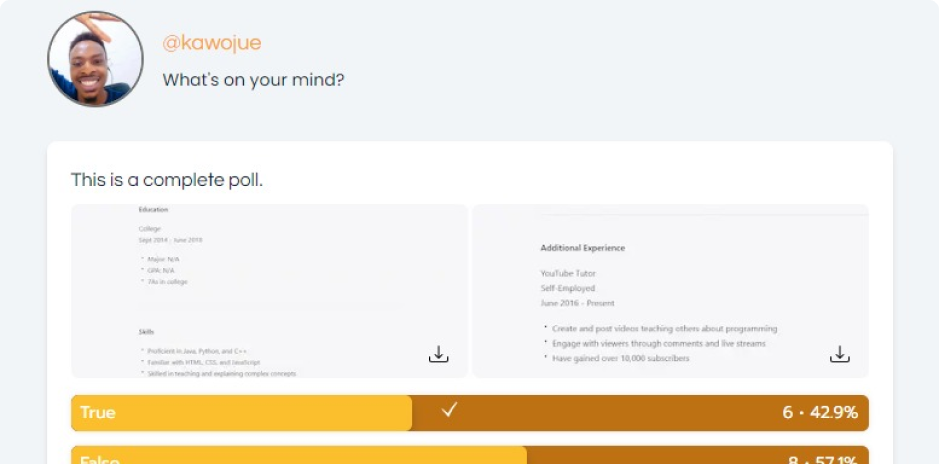 @kawojue
What's on your mind?
This is a complete poll.
Education
College
Sept 2014 - June 2018
* Major: N/A
* GPA: N/A
* TAs in college
Skills
* Proficient in Java, Python, and C++
* Familiar with HTML, CSS, and JavaScript
* Skilled in teaching and explaining complex concepts
Additional Experience
YouTube Tutor
Self-Employed
June 2016 - Present
* Create and post videos teaching others about programming
* Engage with viewers through comments and live streams
* Have gained over 10,000 subscribers
True 6 · 42.9%
False 8 · 57.1%